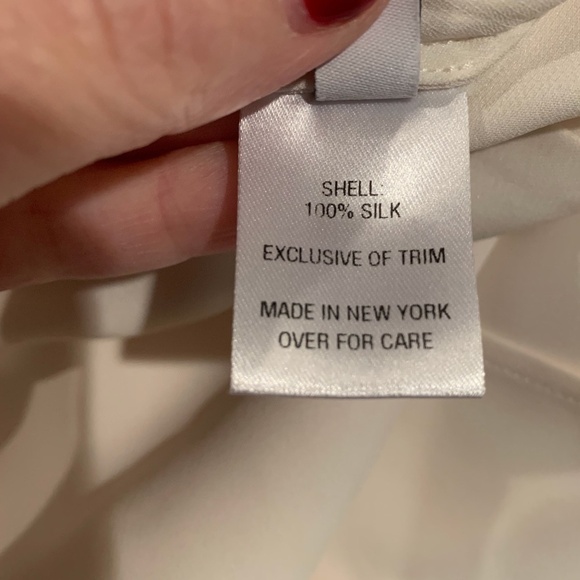 SHELL:
100% SILK
EXCLUSIVE OF TRIM
MADE IN NEW YORK
OVER FOR CARE